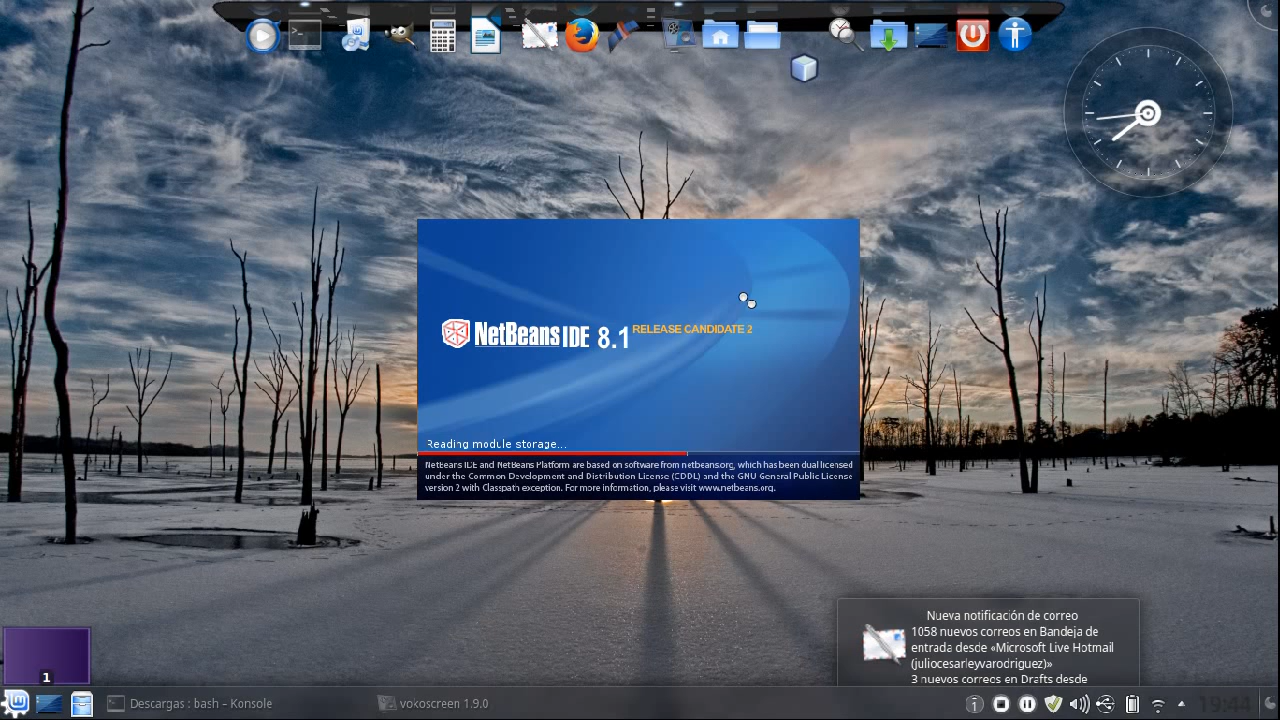 NetBeans IDE 8.1 RELEASE CANDIDATE 2
Reading module storage...
NetBeans IDE and NetBeans Platform are based on software from netbeans.org, which has been dual licensed
under the Common Development and Distribution License (CDDL) and the GNU General Public License
version 2 with Classpath exception. For more information, please visit www.netbeans.org.
Nueva notificación de correo
1058 nuevos correos en Bandeja de
entrada desde «Microsoft Live Hotmail
(juliocesarleyvarodriguez)»
3 nuevos correos en Drafts desde
1
Descargas : bash – Konsole
vokoscreen 1.9.0
19:44